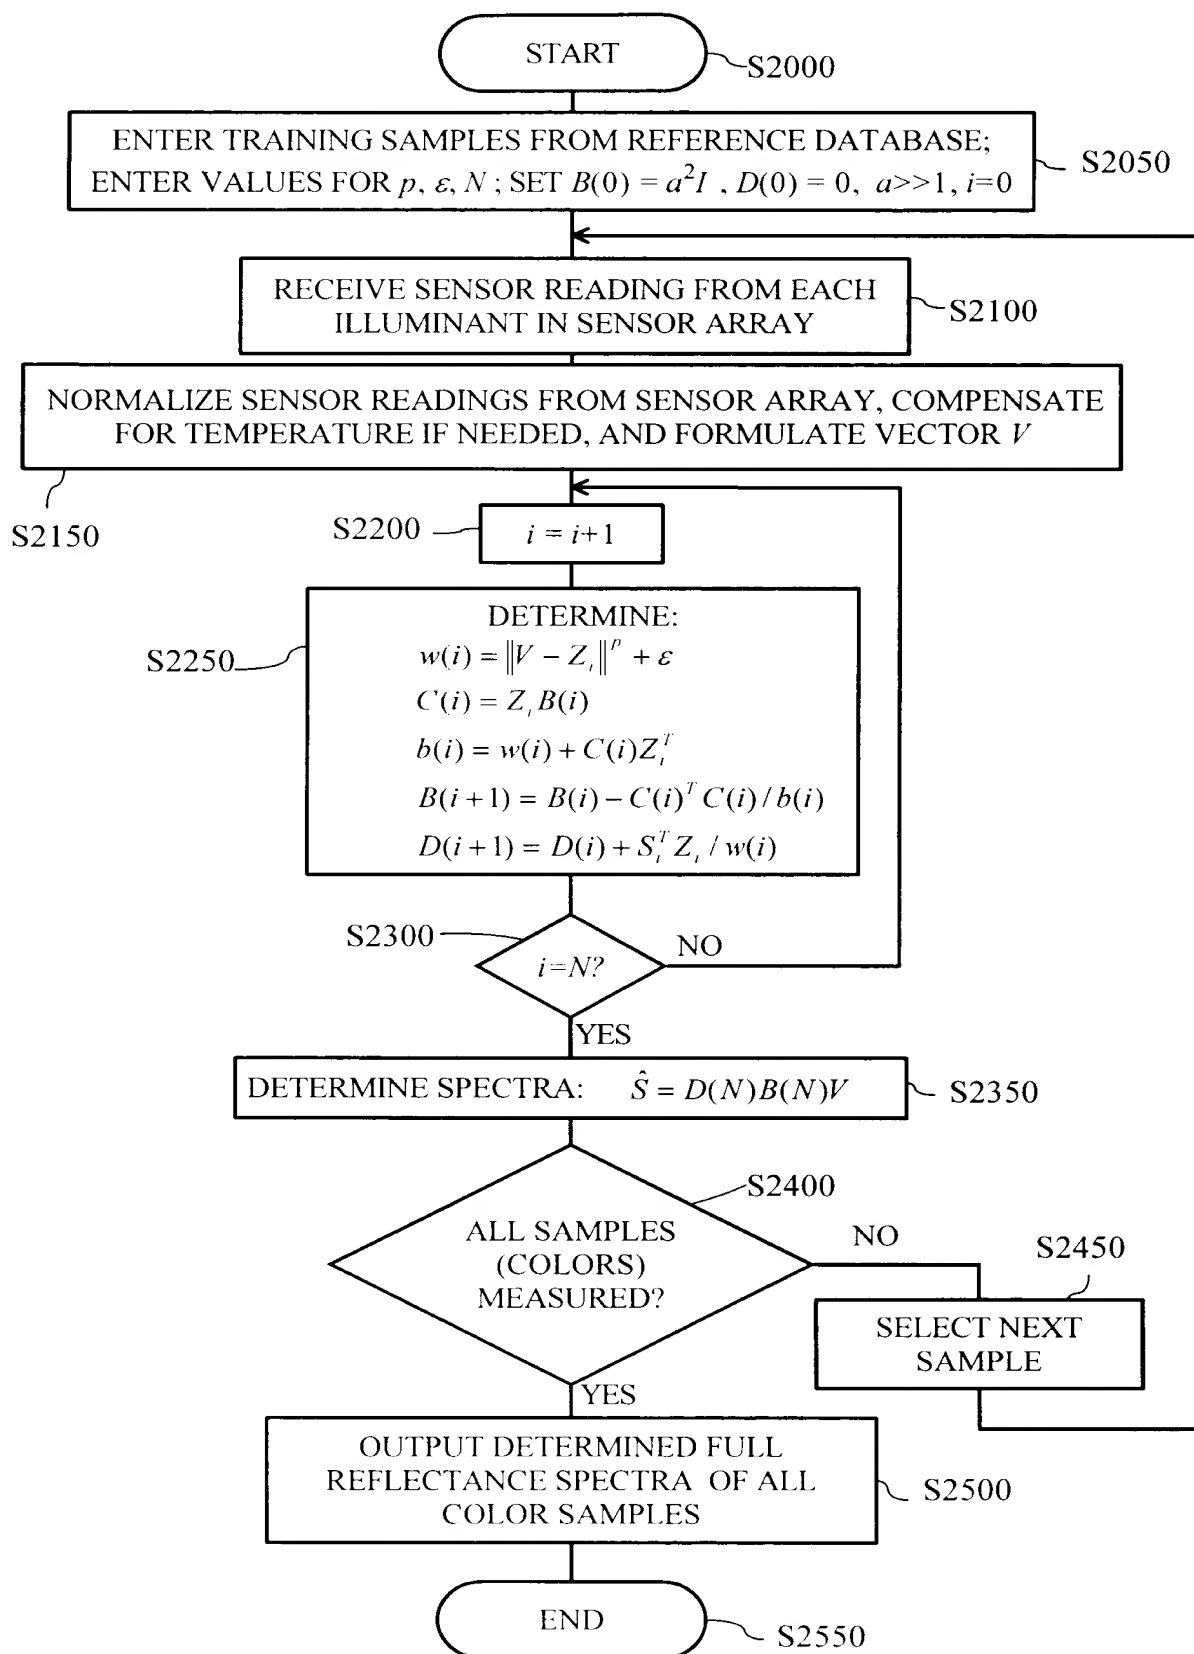 START
S2000
ENTER TRAINING SAMPLES FROM REFERENCE DATABASE;
ENTER VALUES FOR p, ε, N ; SET B(0) = a²I , D(0) = 0, a>>1, i=0
S2050
RECEIVE SENSOR READING FROM EACH
ILLUMINANT IN SENSOR ARRAY
S2100
NORMALIZE SENSOR READINGS FROM SENSOR ARRAY, COMPENSATE
FOR TEMPERATURE IF NEEDED, AND FORMULATE VECTOR V
S2150
S2200
i = i+1
DETERMINE:
S2250
w(i) = ‖V − Z_i‖^p + ε
C(i) = Z_i B(i)
b(i) = w(i) + C(i)Z_i^T
B(i+1) = B(i) − C(i)^T C(i) / b(i)
D(i+1) = D(i) + S_i^T Z_i / w(i)
S2300
i=N?
NO
YES
DETERMINE SPECTRA: Ŝ = D(N)B(N)V
S2350
S2400
ALL SAMPLES
(COLORS)
MEASURED?
NO
S2450
SELECT NEXT
SAMPLE
YES
OUTPUT DETERMINED FULL
REFLECTANCE SPECTRA OF ALL
COLOR SAMPLES
S2500
END
S2550